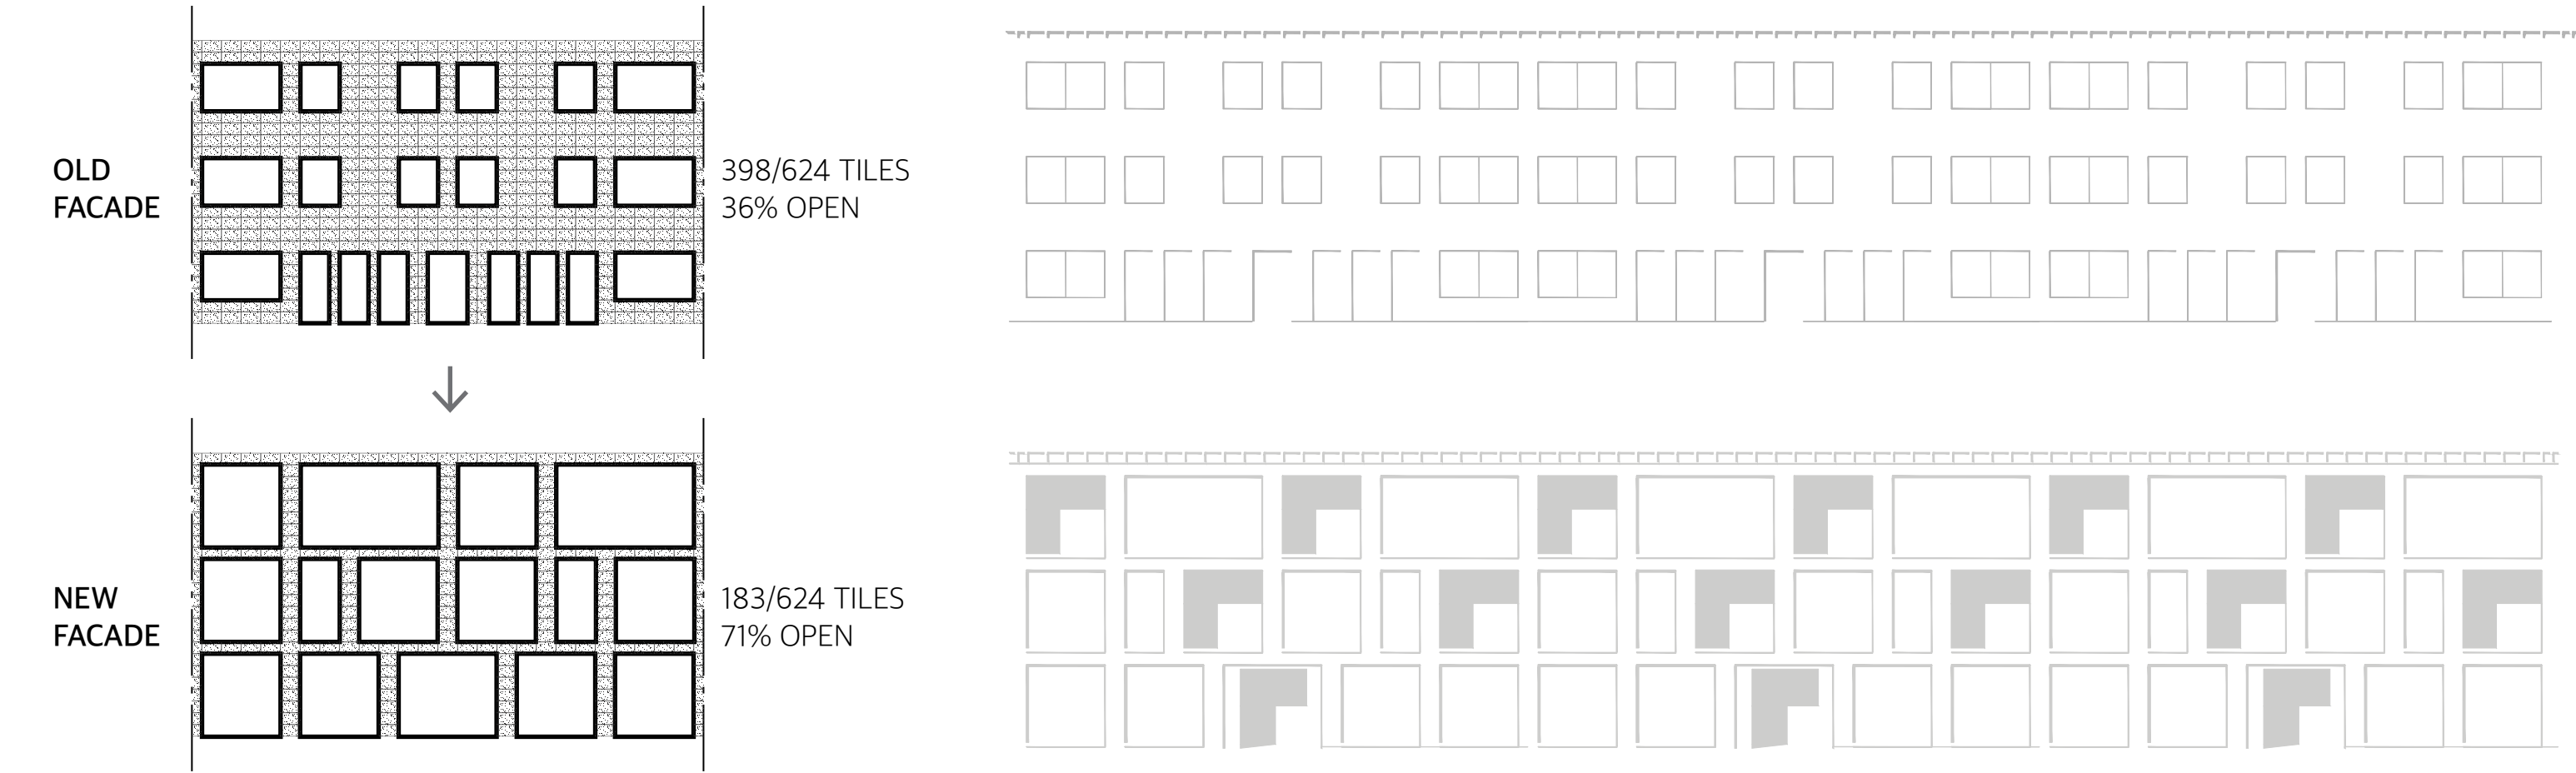 OLD
FACADE
398/624 TILES
36% OPEN
NEW
FACADE
183/624 TILES
71% OPEN